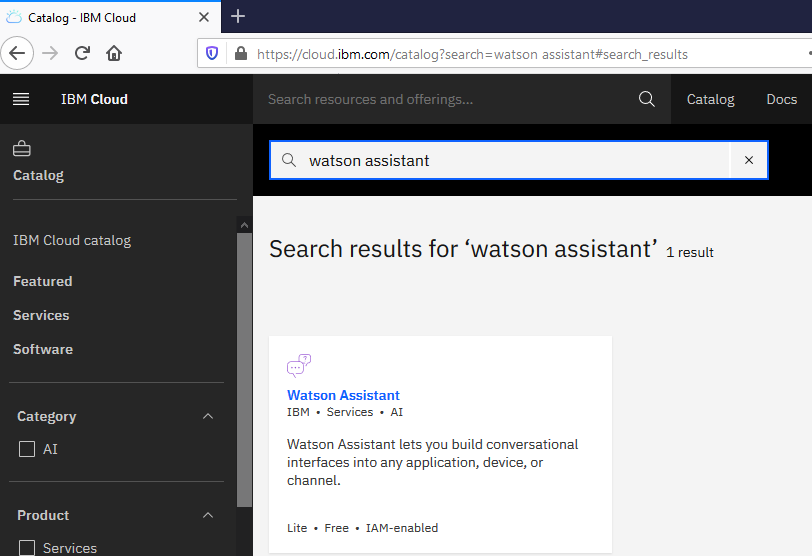 Catalog - IBM Cloud
https://cloud.ibm.com/catalog?search=watson assistant#search_results
IBM Cloud
Search resources and offerings...
Catalog
Docs
Catalog
watson assistant
IBM Cloud catalog
Featured
Services
Software
Category
AI
Product
Services
Search results for ‘watson assistant’ 1 result
Watson Assistant
IBM • Services • AI
Watson Assistant lets you build conversational
interfaces into any application, device, or
channel.
Lite • Free • IAM-enabled